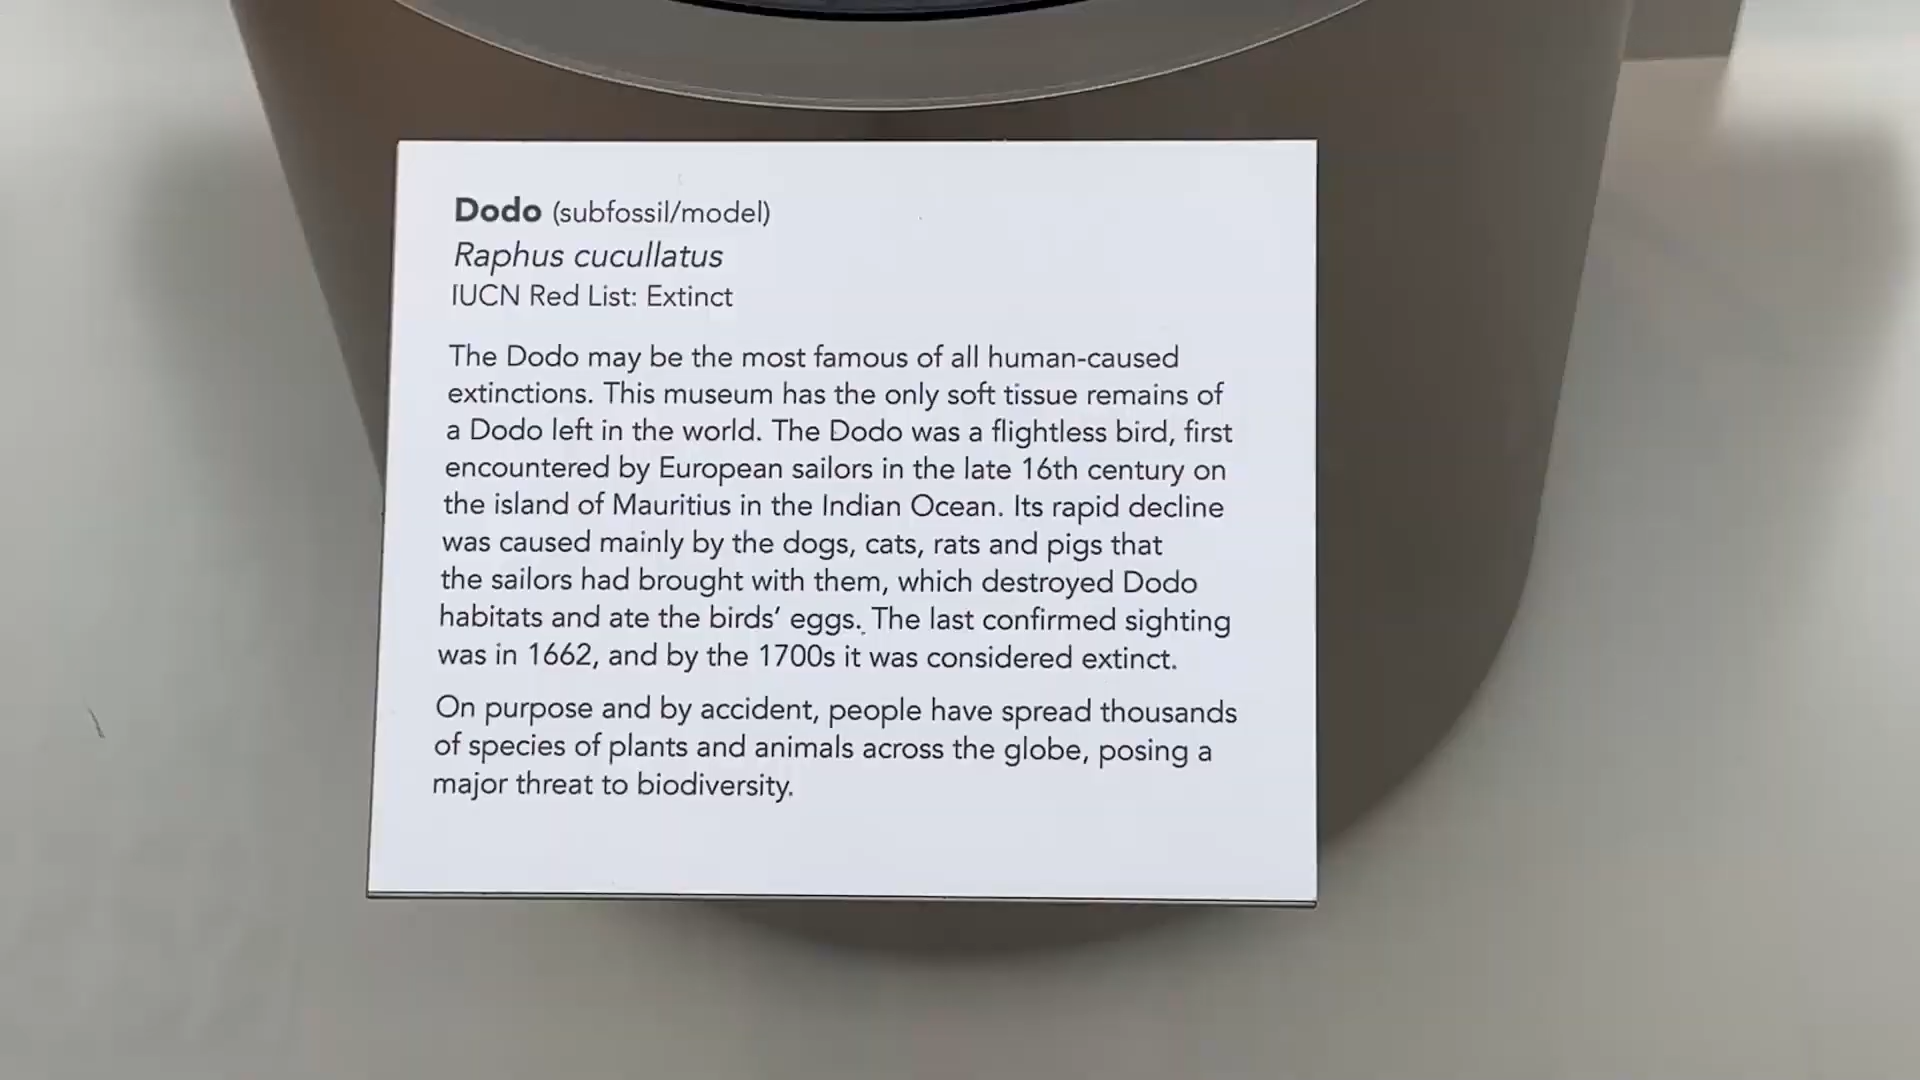 Dodo (subfossil/model)
Raphus cucullatus
IUCN Red List: Extinct
The Dodo may be the most famous of all human-caused
extinctions. This museum has the only soft tissue remains of
a Dodo left in the world. The Dodo was a flightless bird, first
encountered by European sailors in the late 16th century on
the island of Mauritius in the Indian Ocean. Its rapid decline
was caused mainly by the dogs, cats, rats and pigs that
the sailors had brought with them, which destroyed Dodo
habitats and ate the birds’ eggs. The last confirmed sighting
was in 1662, and by the 1700s it was considered extinct.
On purpose and by accident, people have spread thousands
of species of plants and animals across the globe, posing a
major threat to biodiversity.